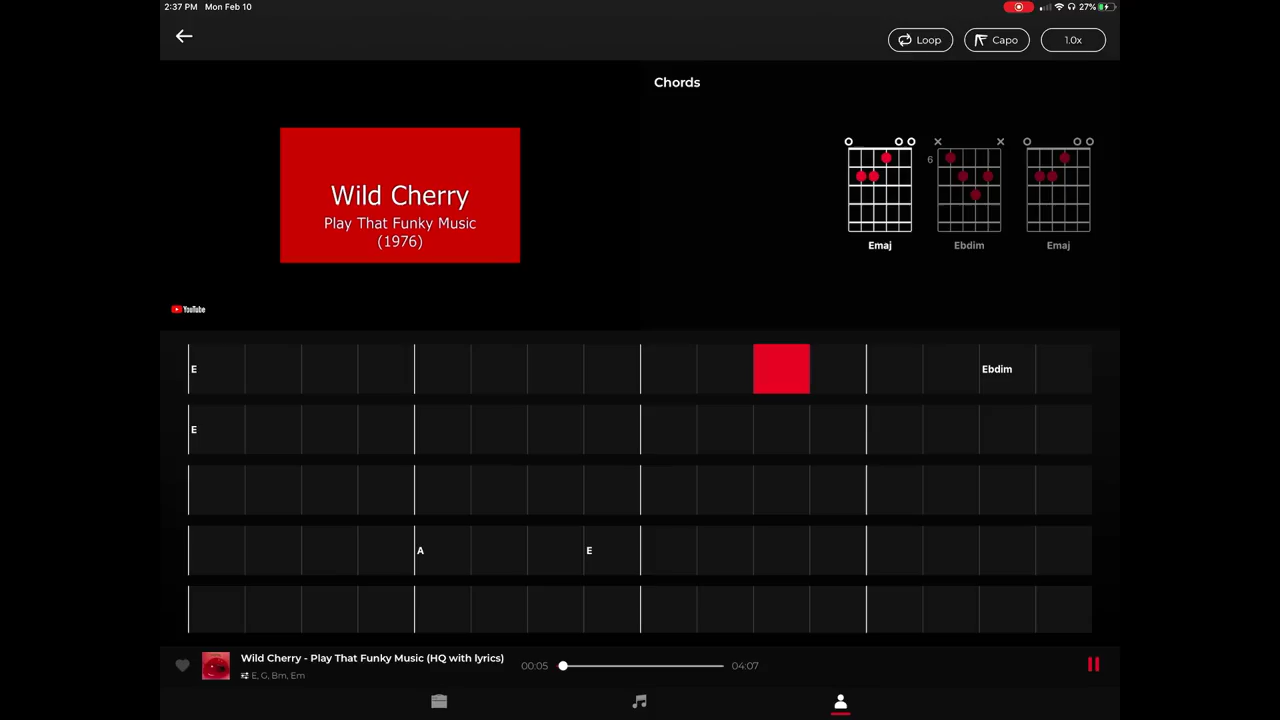 2:37 PM Mon Feb 10
27%
Loop
Capo
1.0x
Chords
Wild Cherry
Play That Funky Music
(1976)
YouTube
6
Emaj
Ebdim
Emaj
E
Ebdim
E
A
E
Wild Cherry - Play That Funky Music (HQ with lyrics)
E, G, Bm, Em
00:05
04:07